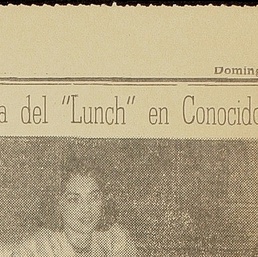 Doming
a del "Lunch" en Conocido